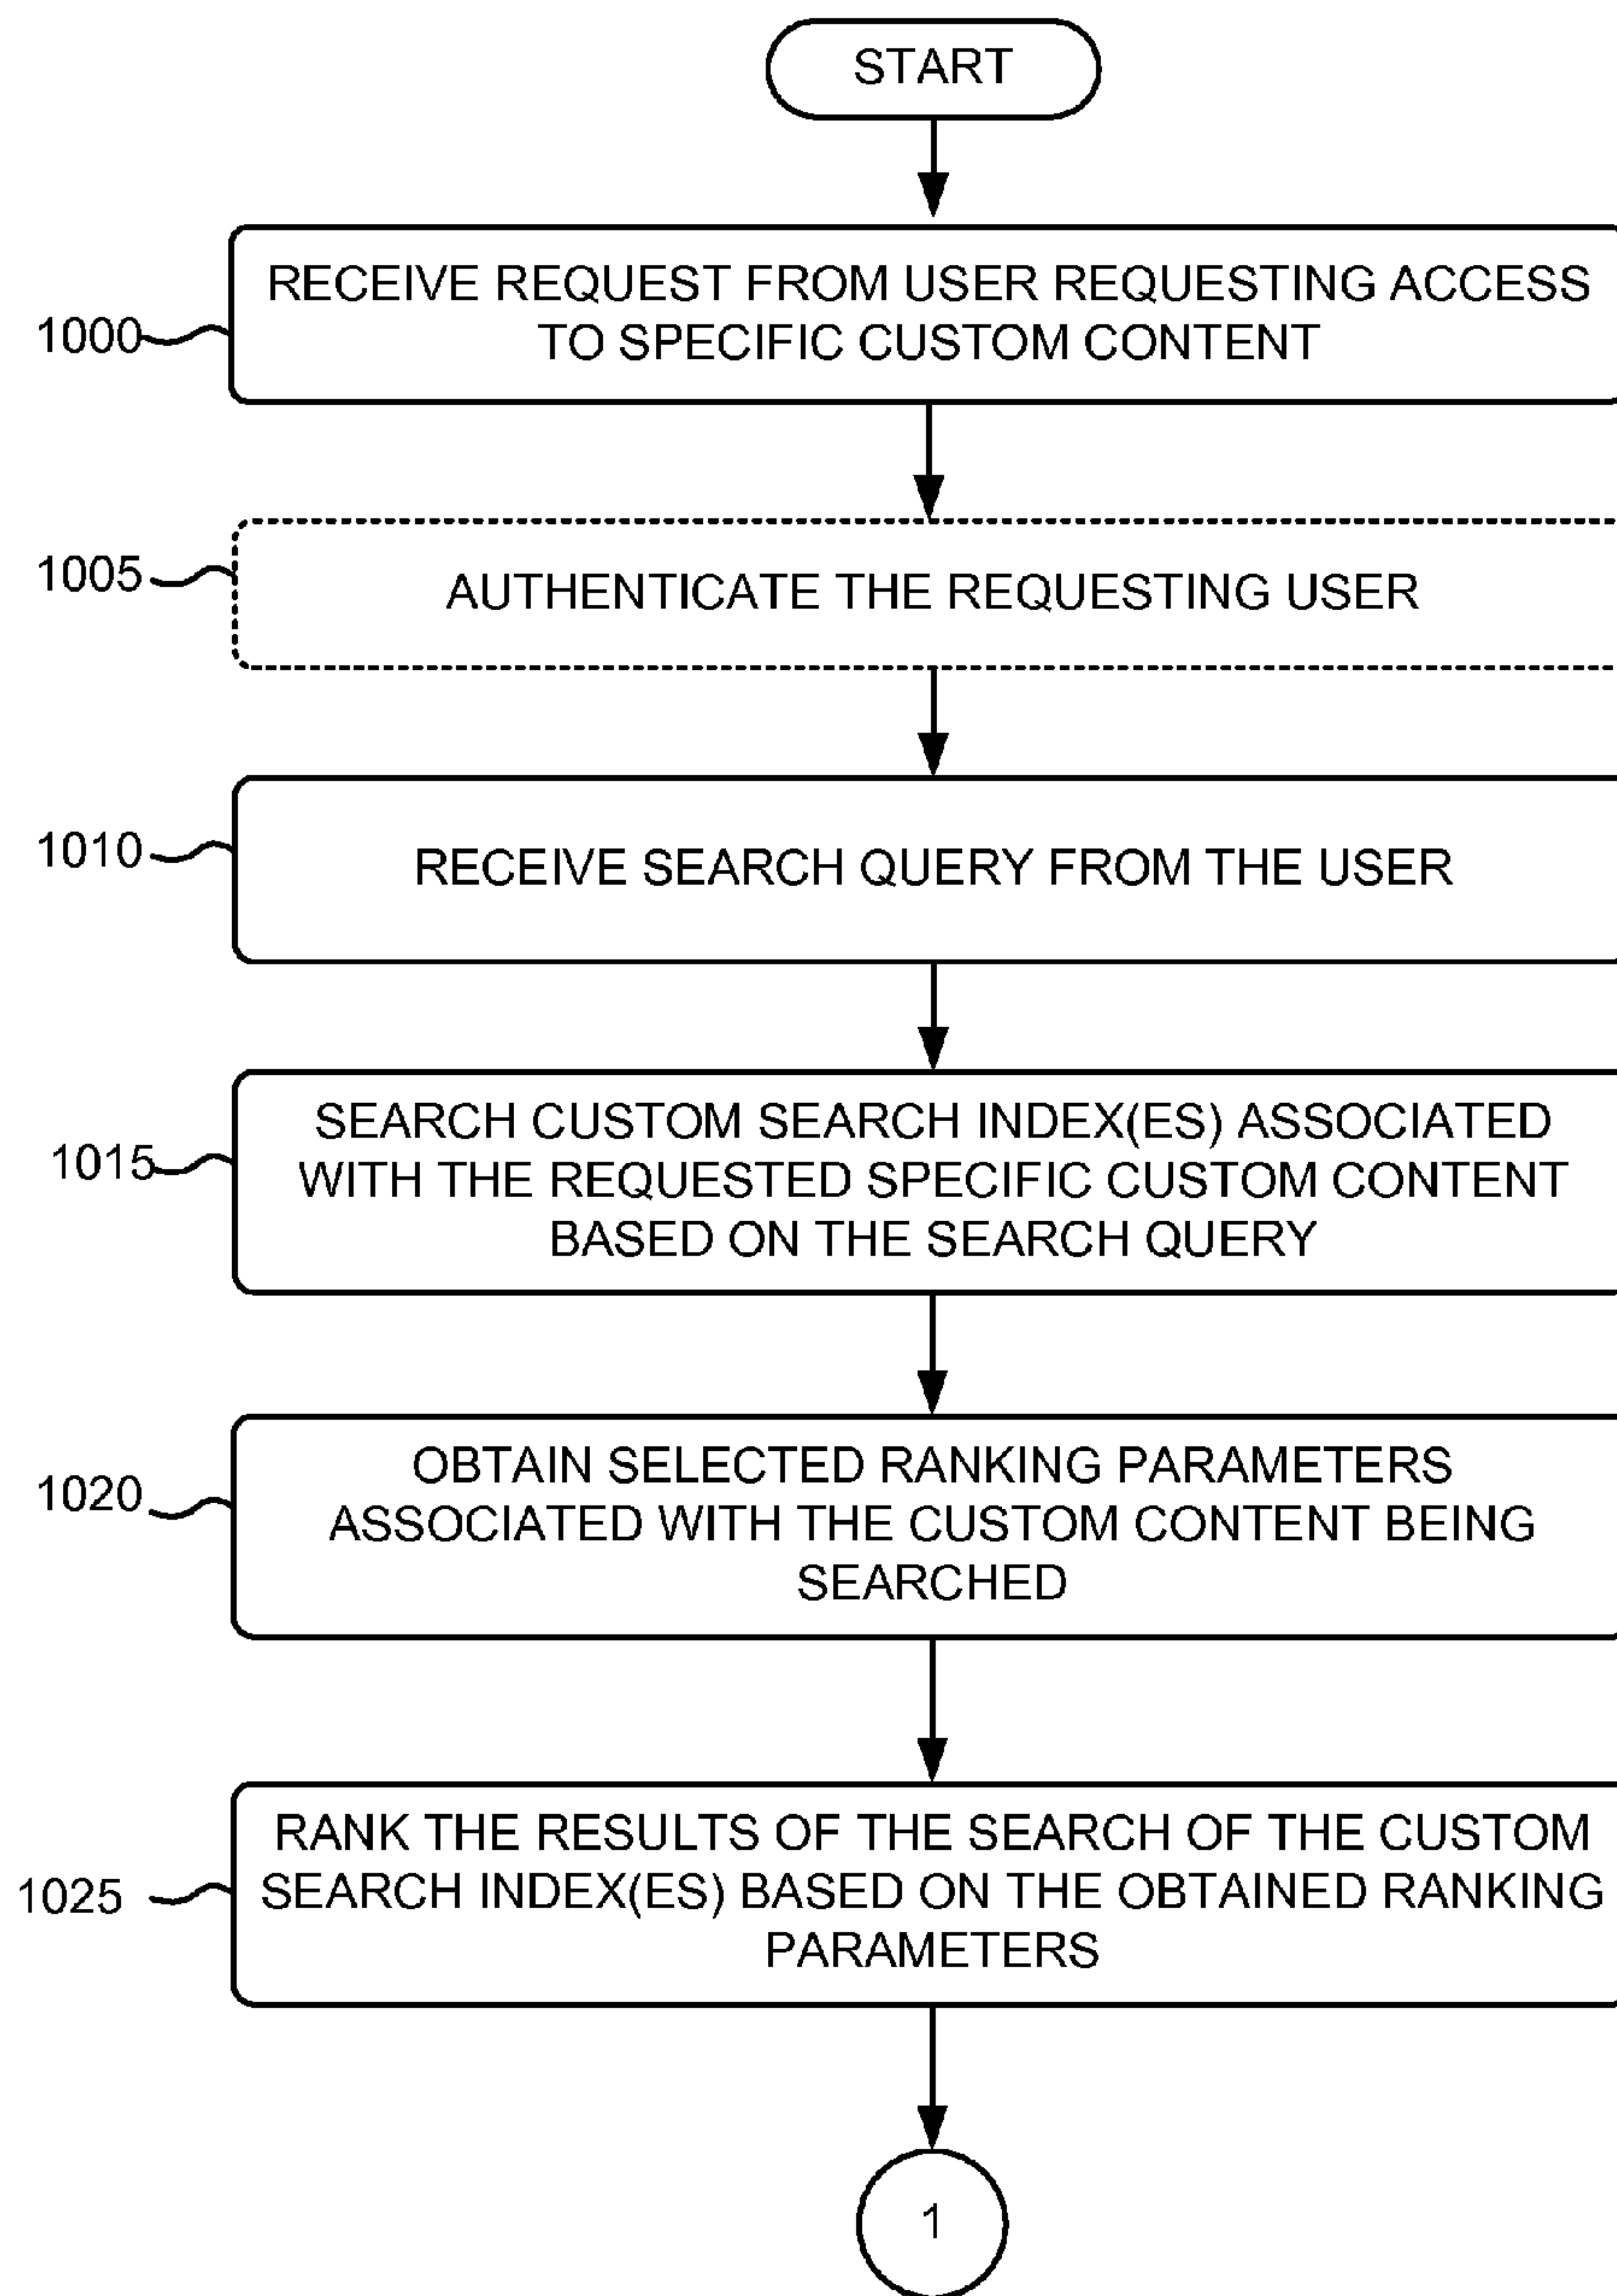 START
RECEIVE REQUEST FROM USER REQUESTING ACCESS
TO SPECIFIC CUSTOM CONTENT
1000
1005
AUTHENTICATE THE REQUESTING USER
1010
RECEIVE SEARCH QUERY FROM THE USER
SEARCH CUSTOM SEARCH INDEX(ES) ASSOCIATED
1015
WITH THE REQUESTED SPECIFIC CUSTOM CONTENT
BASED ON THE SEARCH QUERY
OBTAIN SELECTED RANKING PARAMETERS
1020
ASSOCIATED WITH THE CUSTOM CONTENT BEING
SEARCHED
RANK THE RESULTS OF THE SEARCH OF THE CUSTOM
1025
SEARCH INDEX(ES) BASED ON THE OBTAINED RANKING
PARAMETERS
1